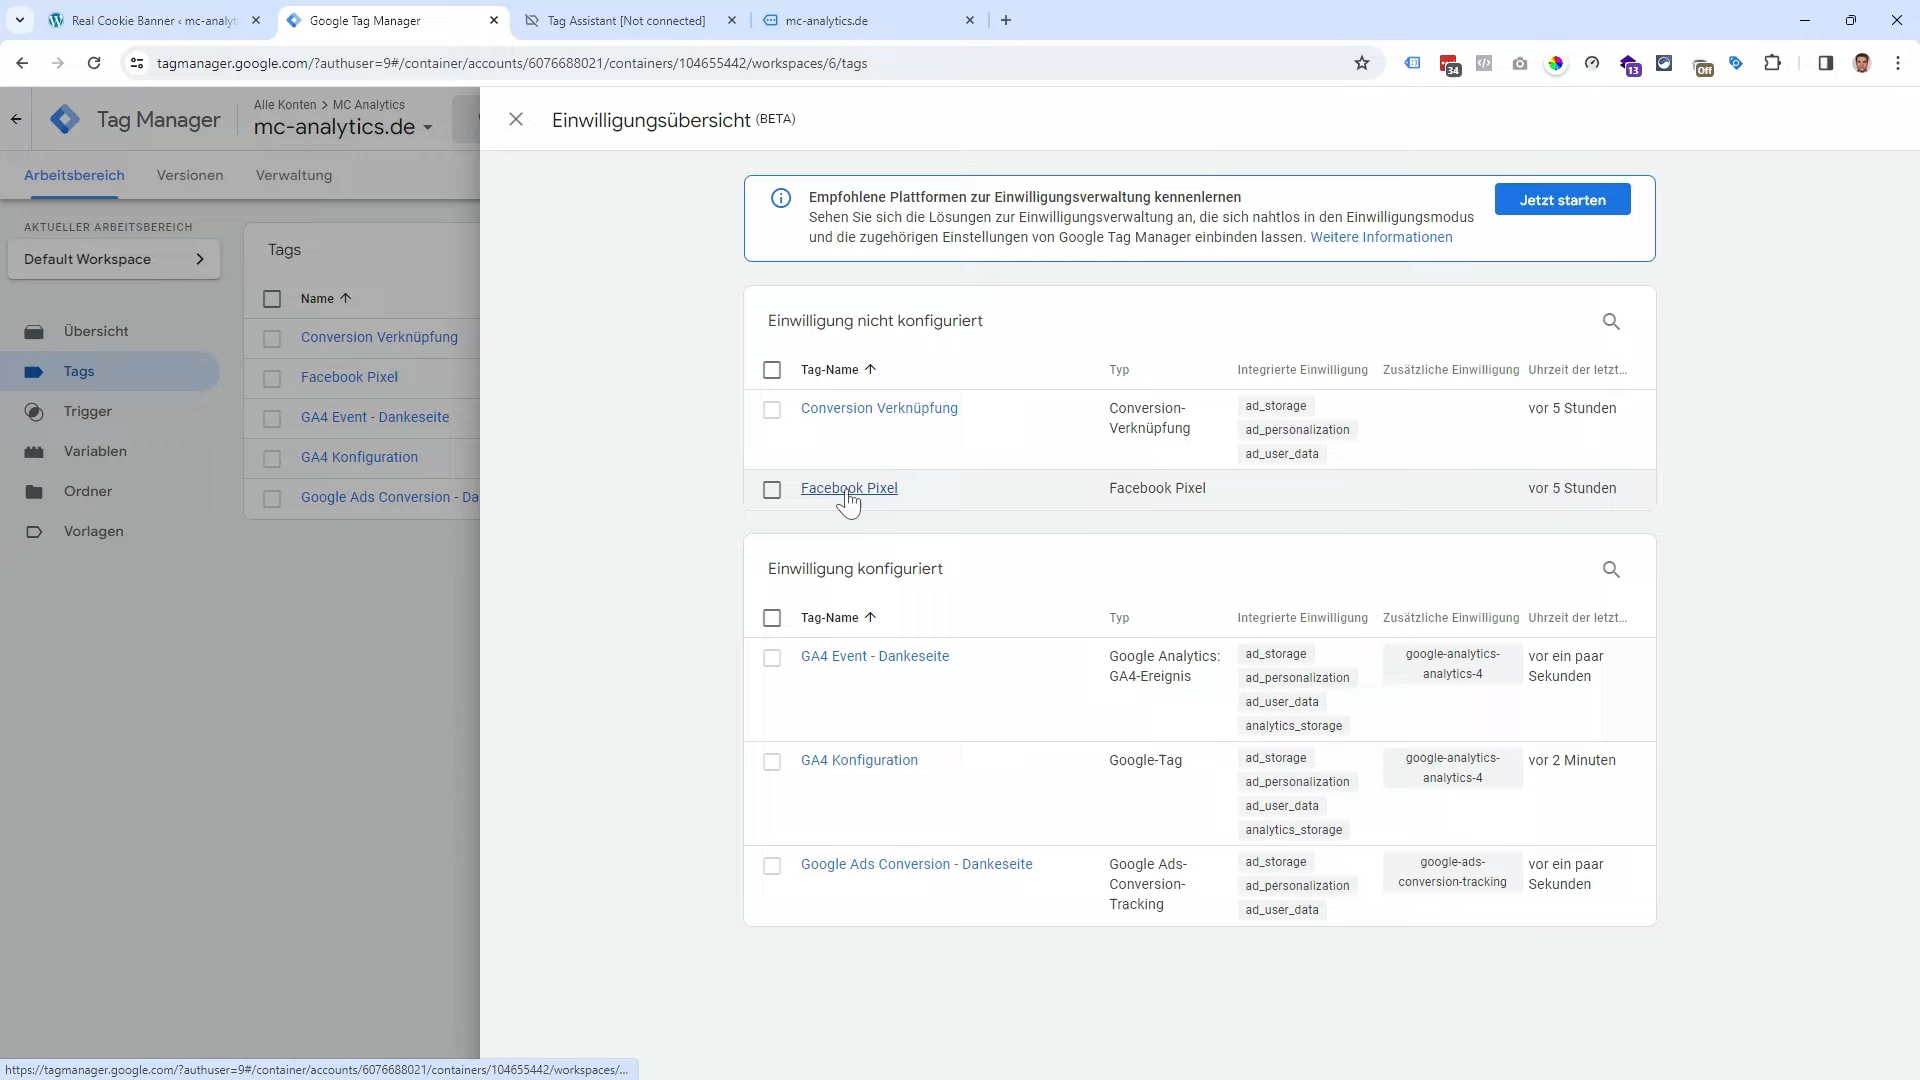 Real Cookie Banner ‹ mc-analyt
Google Tag Manager
Tag Assistant [Not connected]
mc-analytics.de
tagmanager.google.com/?authuser=9#/container/accounts/6076688021/containers/104655442/workspaces/6/tags
34
13
Off
Tag Manager
Alle Konten > MC Analytics
mc-analytics.de
Arbeitsbereich
Versionen
Verwaltung
AKTUELLER ARBEITSBEREICH
Default Workspace
Übersicht
Tags
Trigger
Variablen
Ordner
Vorlagen
Tags
Name
Conversion Verknüpfung
Facebook Pixel
GA4 Event - Dankeseite
GA4 Konfiguration
Google Ads Conversion - Da
Einwilligungsübersicht (BETA)
Empfohlene Plattformen zur Einwilligungsverwaltung kennenlernen
Sehen Sie sich die Lösungen zur Einwilligungsverwaltung an, die sich nahtlos in den Einwilligungsmodus
und die zugehörigen Einstellungen von Google Tag Manager einbinden lassen. Weitere Informationen
Jetzt starten
Einwilligung nicht konfiguriert
Tag-Name Typ Integrierte Einwilligung Zusätzliche Einwilligung Uhrzeit der letzt...
Conversion Verknüpfung
Conversion-
Verknüpfung
ad_storage
ad_personalization
ad_user_data
vor 5 Stunden
Facebook Pixel Facebook Pixel vor 5 Stunden
Einwilligung konfiguriert
Tag-Name Typ Integrierte Einwilligung Zusätzliche Einwilligung Uhrzeit der letzt...
GA4 Event - Dankeseite
Google Analytics:
GA4-Ereignis
ad_storage
ad_personalization
ad_user_data
analytics_storage
google-analytics-
analytics-4
vor ein paar
Sekunden
GA4 Konfiguration
Google-Tag
ad_storage
ad_personalization
ad_user_data
analytics_storage
google-analytics-
analytics-4
vor 2 Minuten
Google Ads Conversion - Dankeseite
Google Ads-
Conversion-
Tracking
ad_storage
ad_personalization
ad_user_data
google-ads-
conversion-tracking
vor ein paar
Sekunden
https://tagmanager.google.com/?authuser=9#/container/accounts/6076688021/containers/104655442/workspaces/...